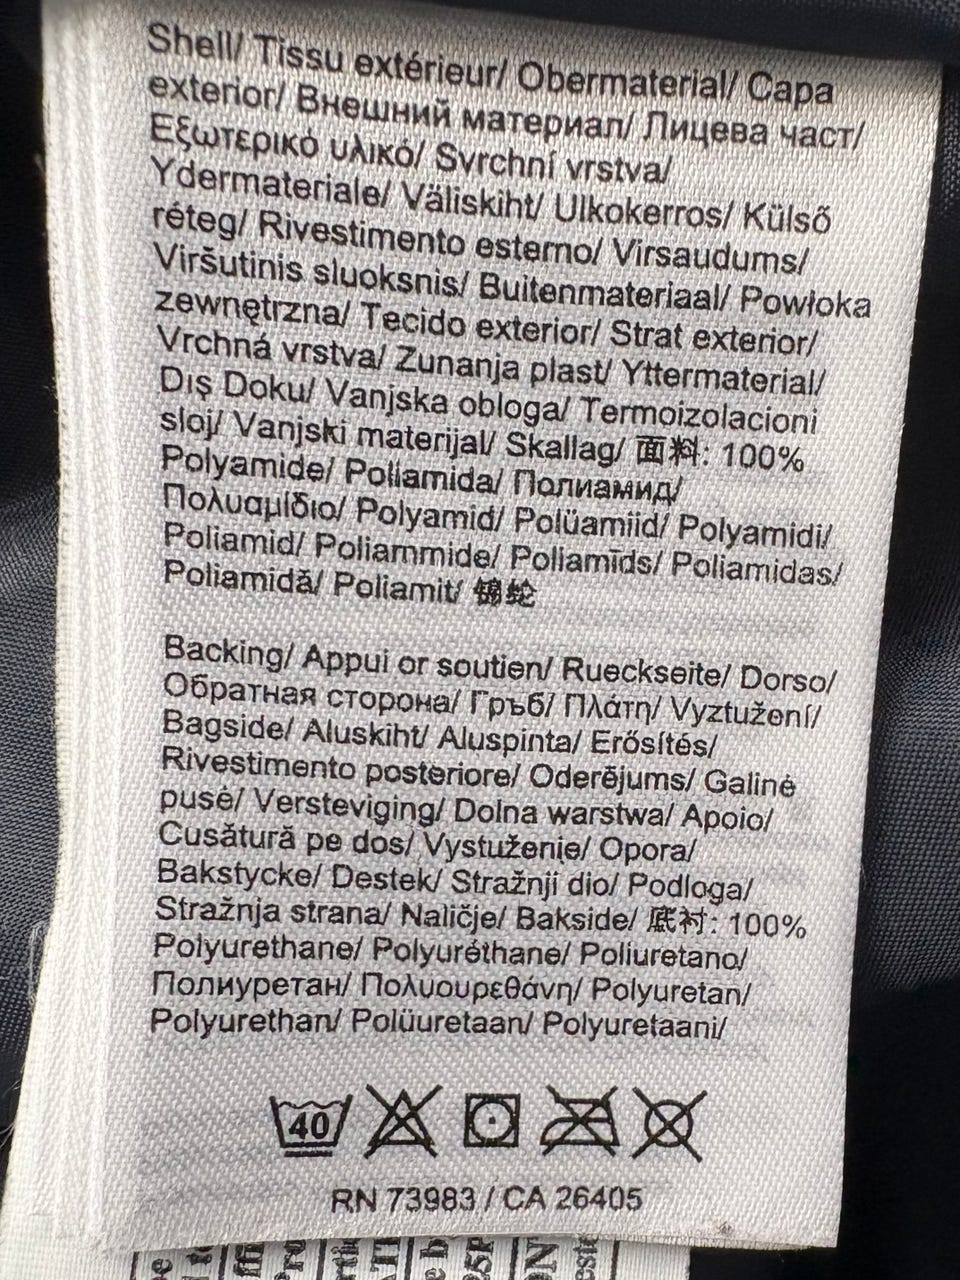 Shell/ Tissu extérieur/ Obermaterial/ Capa
exterior/ Внешний материал/ Лицева част/
Εξωτερικό υλικό/ Svrchní vrstva/
Ydermateriale/ Väliskiht/ Ulkokerros/ Külső
réteg/ Rivestimento esterno/ Virsaudums/
Viršutinis sluoksnis/ Buitenmateriaal/ Powłoka
zewnętrzna/ Tecido exterior/ Strat exterior/
Vrchná vrstva/ Zunanja plast/ Yttermaterial/
Dış Doku/ Vanjska obloga/ Termoizolacioni
sloj/ Vanjski materijal/ Skallag/ 面料: 100%
Polyamide/ Poliamida/ Полиамид/
Πολυαμίδιο/ Polyamid/ Polüamiid/ Polyamidi/
Poliamid/ Poliammide/ Poliamīds/ Poliamidas/
Poliamidă/ Poliamit/ 锦纶
Backing/ Appui or soutien/ Rueckseite/ Dorso/
Обратная сторона/ Гръб/ Πλάτη/ Vyztužení/
Bagside/ Aluskiht/ Aluspinta/ Erősítés/
Rivestimento posteriore/ Oderējums/ Galinė
pusė/ Versteviging/ Dolna warstwa/ Apoio/
Cusătură pe dos/ Vystuženie/ Opora/
Bakstycke/ Destek/ Stražnji dio/ Podloga/
Stražnja strana/ Naličje/ Bakside/ 底衬: 100%
Polyurethane/ Polyuréthane/ Poliuretano/
Полиуретан/ Πολυουρεθάνη/ Polyuretan/
Polyurethan/ Polüuretaan/ Polyuretaani/
40
RN 73983 / CA 26405